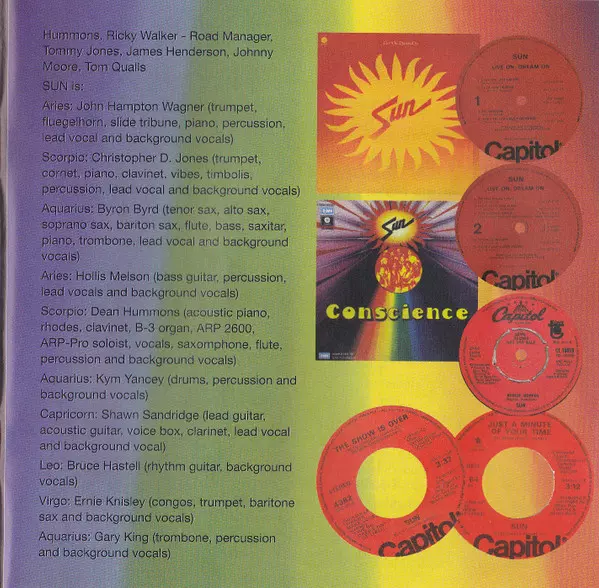 Hummons, Ricky Walker - Road Manager,
Tommy Jones, James Henderson, Johnny
Moore, Tom Qualls
SUN is:
Aries: John Hampton Wagner (trumpet,
fluegelhorn, slide tribune, piano, percussion,
lead vocal and background vocals)
Scorpio: Christopher D. Jones (trumpet,
cornet, piano, clavinet, vibes, timbolis,
percussion, lead vocal and background vocals)
Aquarius: Byron Byrd (tenor sax, alto sax,
soprano sax, bariton sax, flute, bass, saxitar,
piano, trombone, lead vocal and background
vocals)
Aries: Hollis Melson (bass guitar, percussion,
lead vocals and background vocals)
Scorpio: Dean Hummons (acoustic piano,
rhodes, clavinet, B-3 organ, ARP 2600,
ARP-Pro soloist, vocals, saxomphone, flute,
percussion and background vocals)
Aquarius: Kym Yancey (drums, percussion and
background vocals)
Capricorn: Shawn Sandridge (lead guitar,
acoustic guitar, voice box, clarinet, lead vocal
and background vocal)
Leo: Bruce Hastell (rhythm guitar, background
vocals)
Virgo: Ernie Knisley (congos, trumpet, baritone
sax and background vocals)
Aquarius: Gary King (trombone, percussion
and background vocals)
Sun
SUN
LIVE ON, DREAM ON
1
Capitol
SUN
LIVE ON, DREAM ON
2
Capitol
Sun
Conscience
Capitol
SUN
THE SHOW IS OVER
3:37
SUN
Capitol
JUST A MINUTE
OF YOUR TIME
3:92
SUN
Capitol